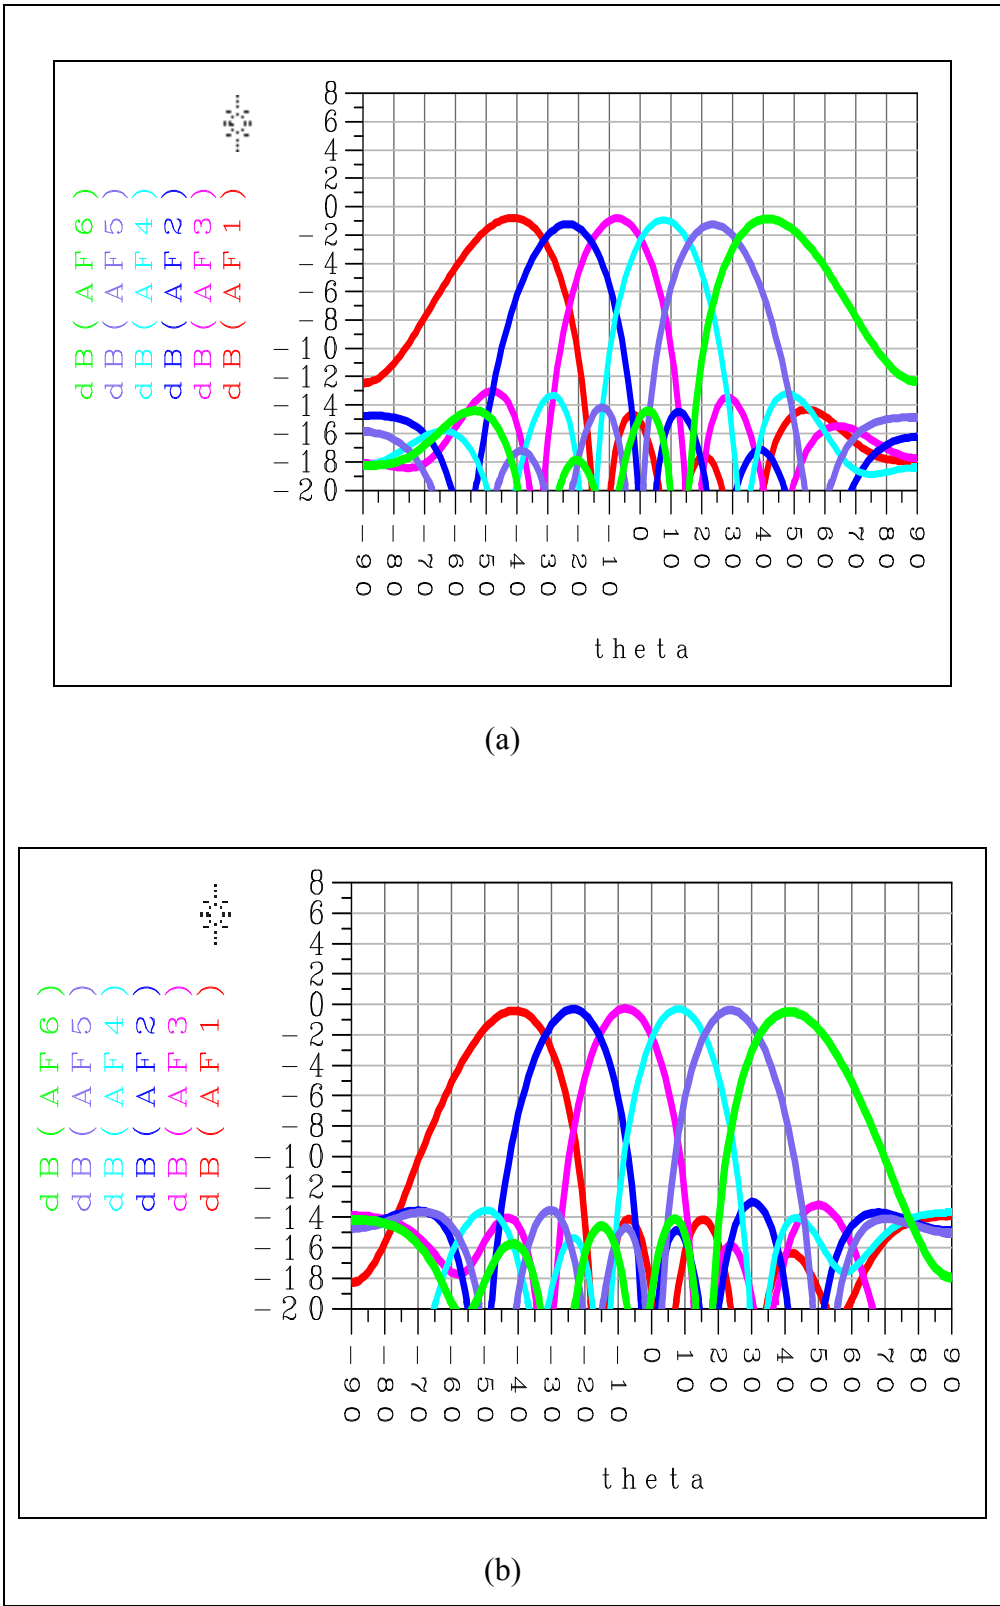 dB(AF6)
dB(AF5)
dB(AF4)
dB(AF2)
dB(AF3)
dB(AF1)
8
6
4
2
0
-2
-4
-6
-8
-10
-12
-14
-16
-18
-20
-90 -80 -70 -60 -50 -40 -30 -20 -10 0 10 20 30 40 50 60 70 80 90
theta
(a)
dB(AF6)
dB(AF5)
dB(AF4)
dB(AF2)
dB(AF3)
dB(AF1)
8
6
4
2
0
-2
-4
-6
-8
-10
-12
-14
-16
-18
-20
-90 -80 -70 -60 -50 -40 -30 -20 -10 0 10 20 30 40 50 60 70 80 90
theta
(b)